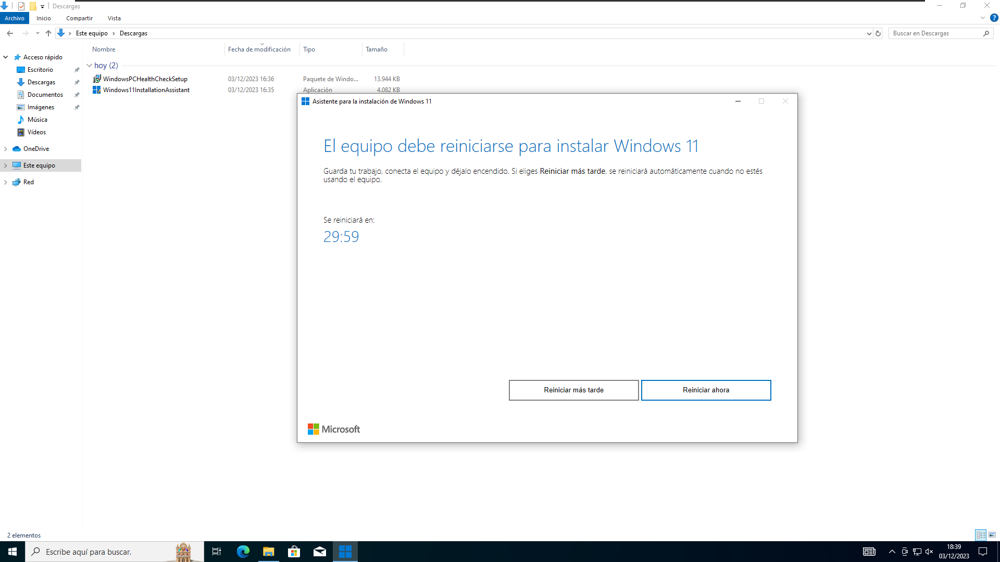 Descargas
Archivo
Inicio
Compartir
Vista
Este equipo
Descargas
Buscar en Descargas
Nombre
Fecha de modificación
Tipo
Tamaño
Acceso rápido
Escritorio
Descargas
Documentos
Imágenes
Música
Vídeos
OneDrive
Este equipo
Red
hoy (2)
WindowsPCHealthCheckSetup 03/12/2023 16:36 Paquete de Windo... 13.944 KB
Windows11InstallationAssistant 03/12/2023 16:35 Aplicación 4.082 KB
Asistente para la instalación de Windows 11
El equipo debe reiniciarse para instalar Windows 11
Guarda tu trabajo, conecta el equipo y déjalo encendido. Si eliges Reiniciar más tarde, se reiniciará automáticamente cuando no estés
usando el equipo.
Se reiniciará en:
29:59
Reiniciar más tarde
Reiniciar ahora
Microsoft
2 elementos
Escribe aquí para buscar.
18:39
03/12/2023